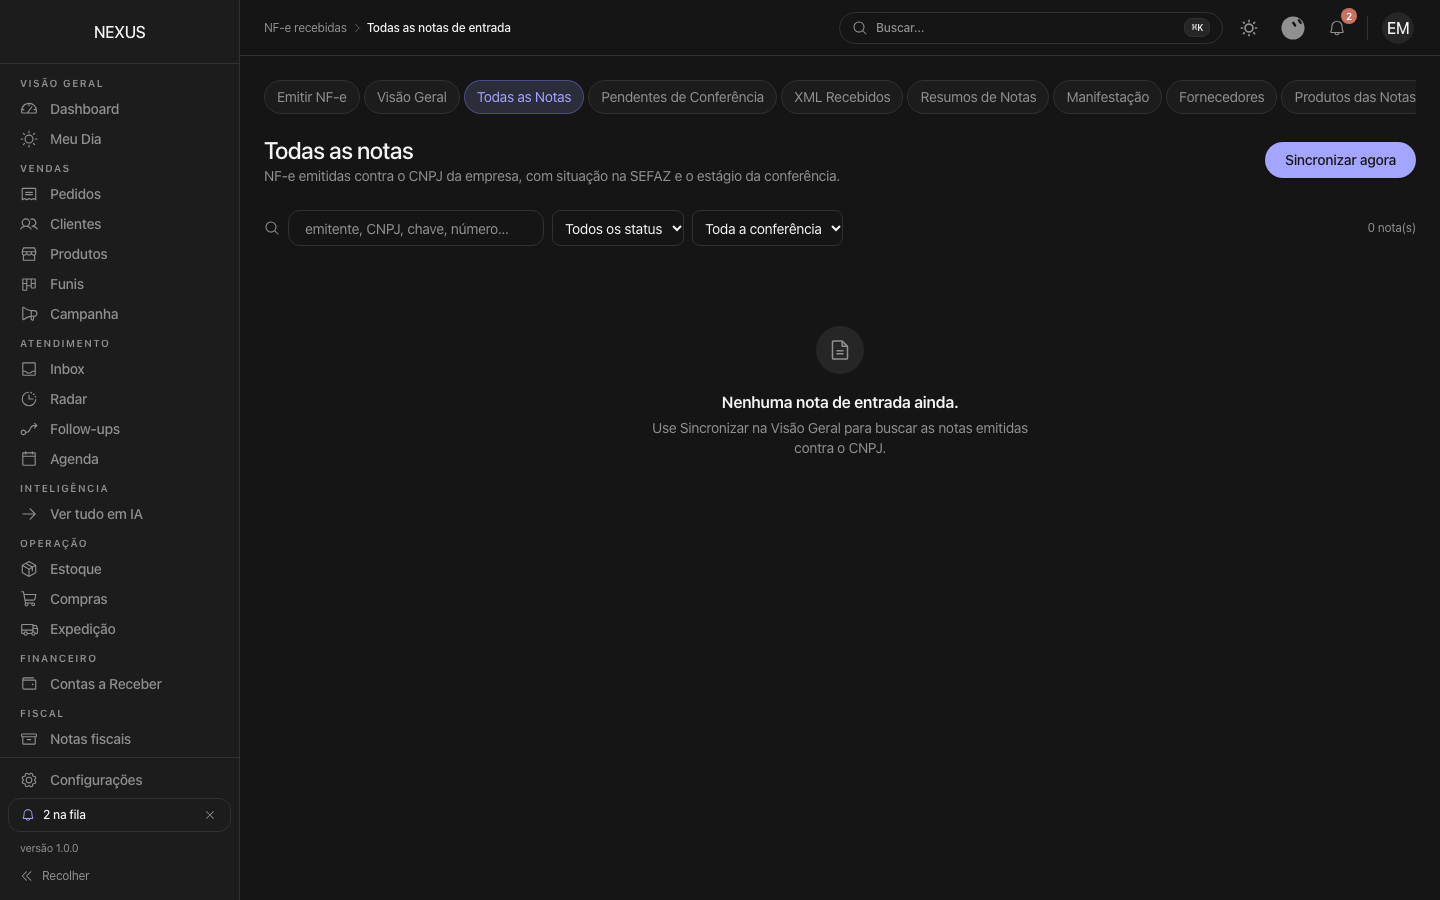 NEXUS
NF-e recebidas > Todas as notas de entrada
Buscar...
⌘K
2
EM
VISÃO GERAL
Dashboard
Meu Dia
VENDAS
Pedidos
Clientes
Produtos
Funis
Campanha
ATENDIMENTO
Inbox
Radar
Follow-ups
Agenda
INTELIGÊNCIA
Ver tudo em IA
OPERAÇÃO
Estoque
Compras
Expedição
FINANCEIRO
Contas a Receber
FISCAL
Notas fiscais
Configurações
2 na fila
versão 1.0.0
Recolher
Emitir NF-e
Visão Geral
Todas as Notas
Pendentes de Conferência
XML Recebidos
Resumos de Notas
Manifestação
Fornecedores
Produtos das Notas
Todas as notas
NF-e emitidas contra o CNPJ da empresa, com situação na SEFAZ e o estágio da conferência.
Sincronizar agora
emitente, CNPJ, chave, número...
Todos os status
Toda a conferência
0 nota(s)
Nenhuma nota de entrada ainda.
Use Sincronizar na Visão Geral para buscar as notas emitidas
contra o CNPJ.